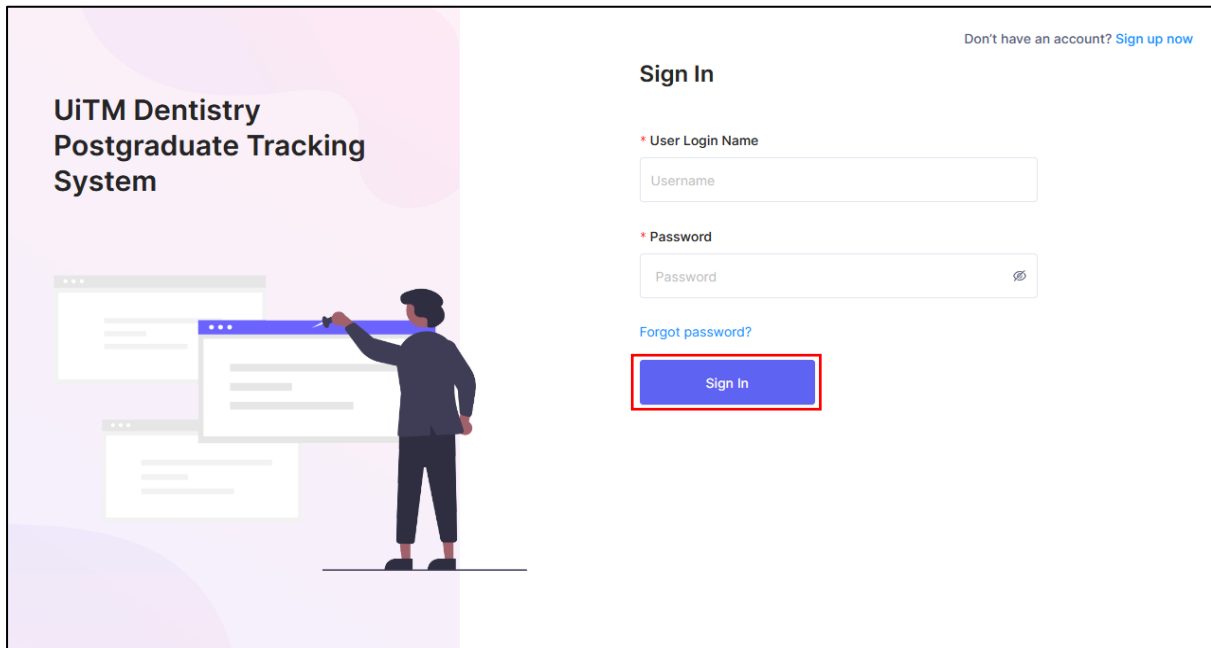 Don't have an account? Sign up now
UiTM Dentistry
Postgraduate Tracking
System
Sign In
* User Login Name
Username
* Password
Password
Forgot password?
Sign In